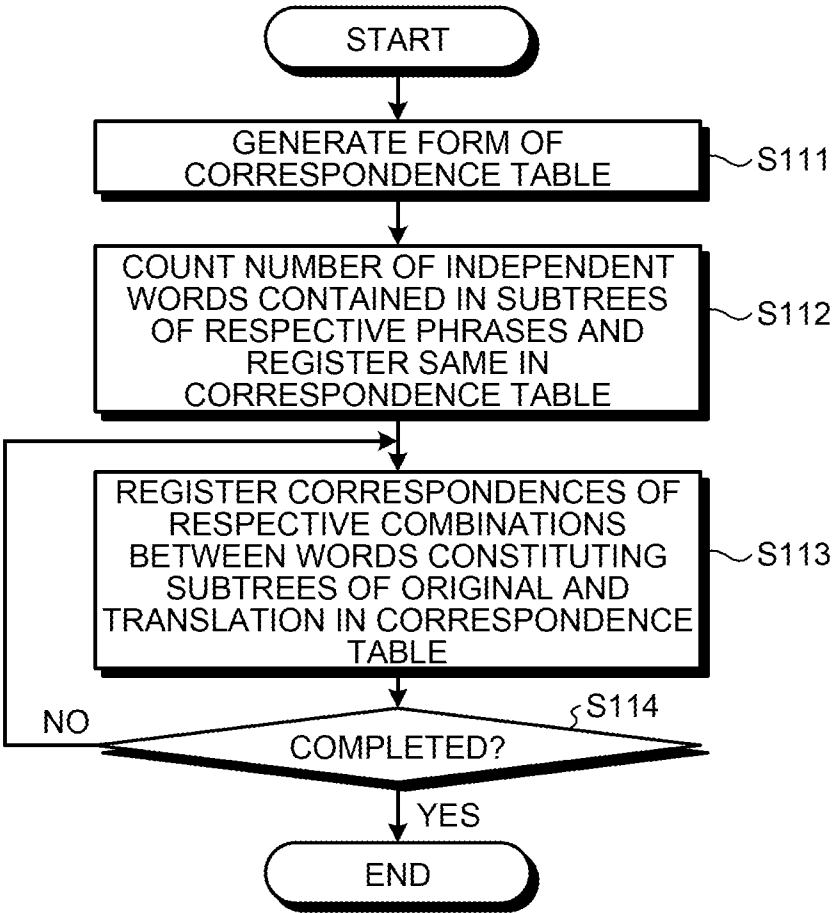 START
GENERATE FORM OF
CORRESPONDENCE TABLE
S111
COUNT NUMBER OF INDEPENDENT
WORDS CONTAINED IN SUBTREES
OF RESPECTIVE PHRASES AND
REGISTER SAME IN
CORRESPONDENCE TABLE
S112
REGISTER CORRESPONDENCES OF
RESPECTIVE COMBINATIONS
BETWEEN WORDS CONSTITUTING
SUBTREES OF ORIGINAL AND
TRANSLATION IN CORRESPONDENCE
TABLE
S113
S114
NO
COMPLETED?
YES
END